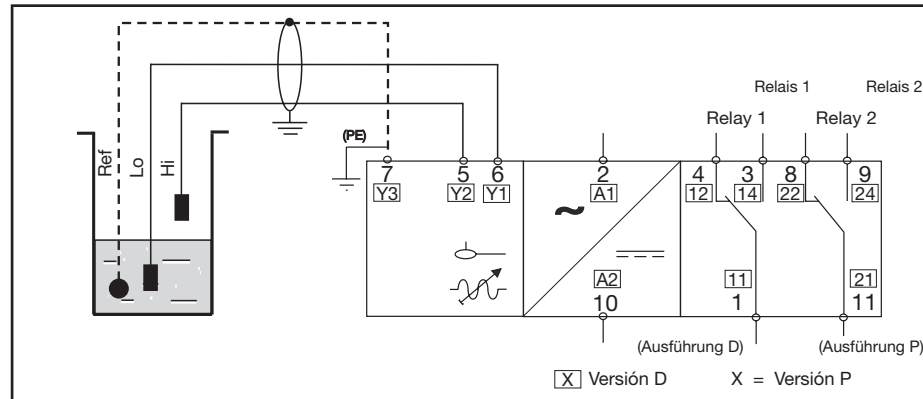 Relais 1 Relais 2
Relay 1 Relay 2
(PE)
Ref
Lo
Hi
7 5 6 2 4 3 8 9
Y3 Y2 Y1 A1 12 14 22 24
~
A2 11 21
10 1 11
(Ausführung D) (Ausführung P)
X Versión D X = Versión P